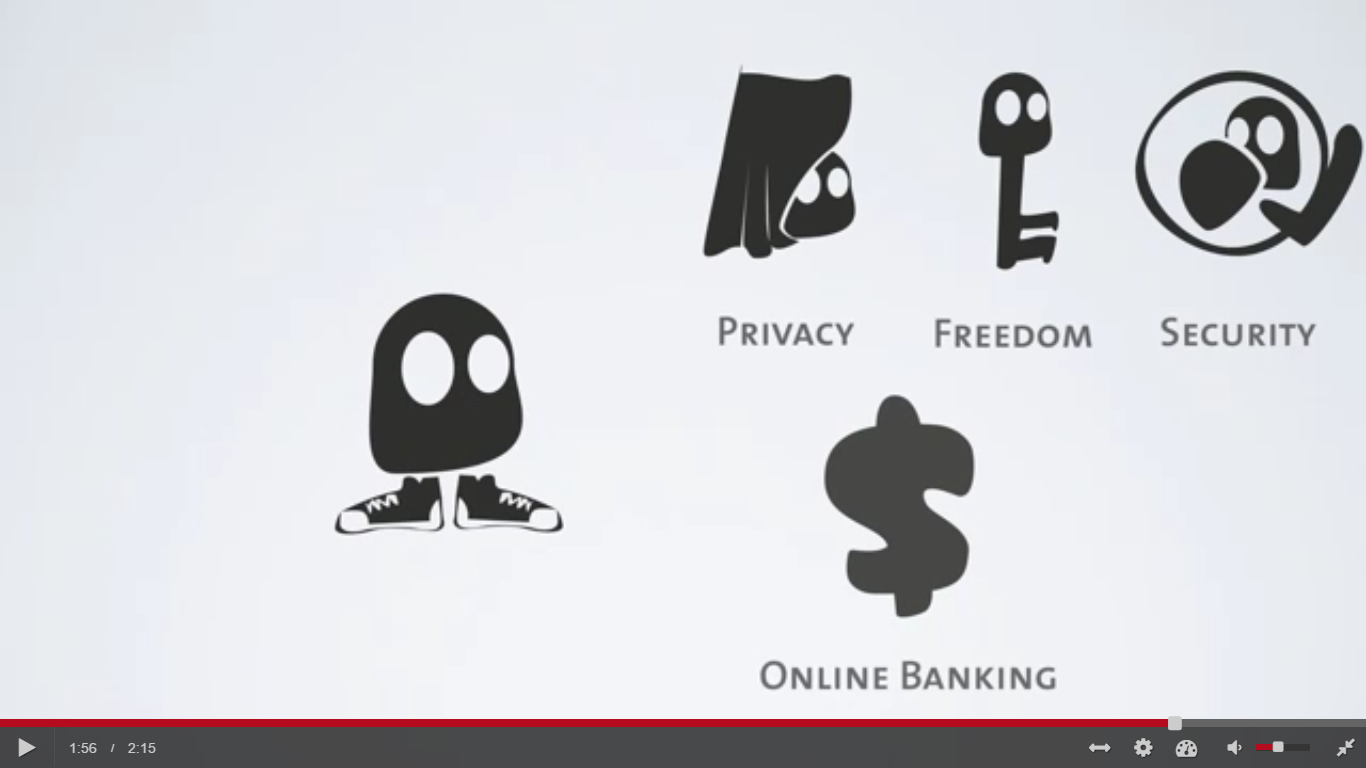 PRIVACY FREEDOM SECURITY
ONLINE BANKING
1:56 / 2:15